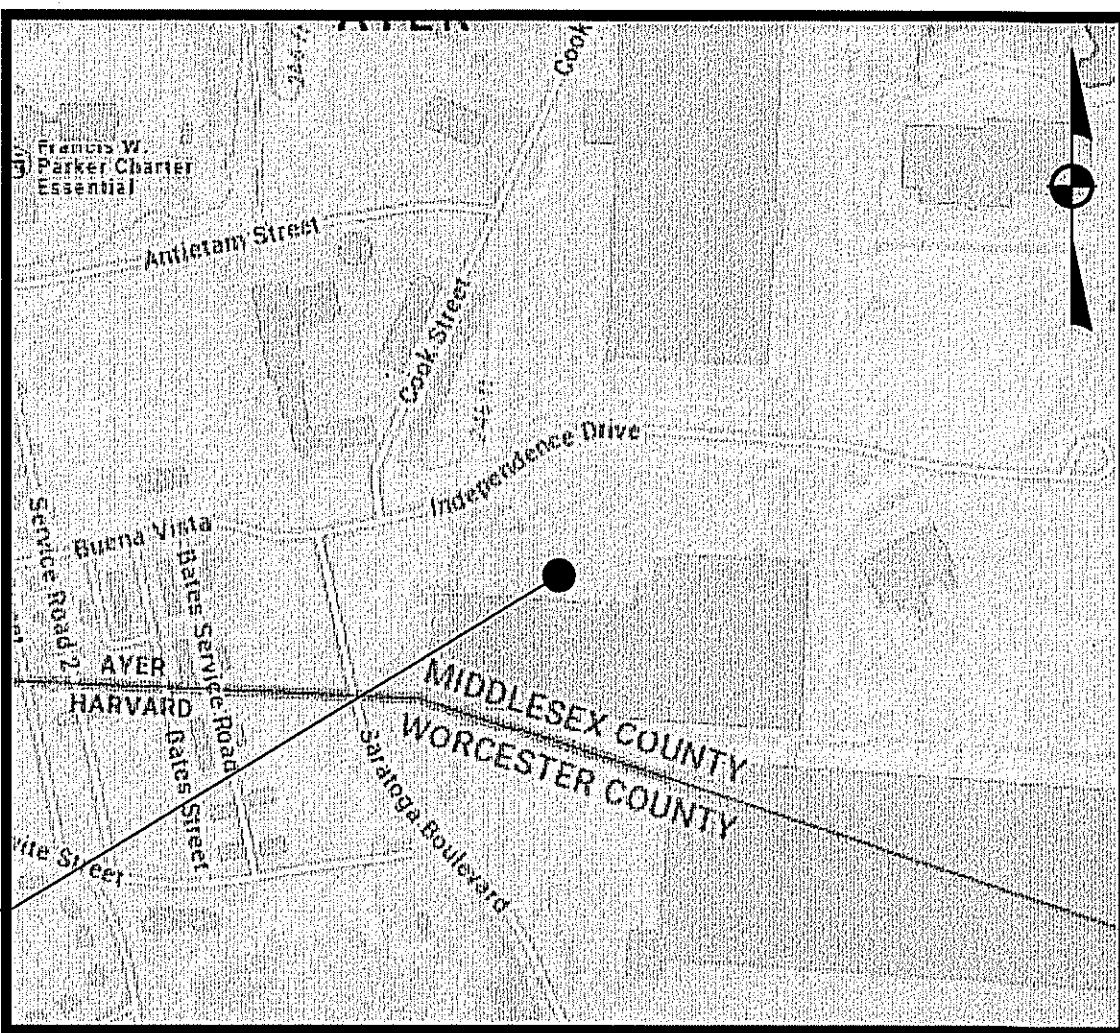 AYER
Cook
Francis W.
Parker Charter
Essential
Antietam Street
Cook Street
Independence Drive
Buena Vista
Service Road 2
Bates Service Road
AYER
HARVARD
MIDDLESEX COUNTY
WORCESTER COUNTY
Bates Street
Saratoga Boulevard
Street